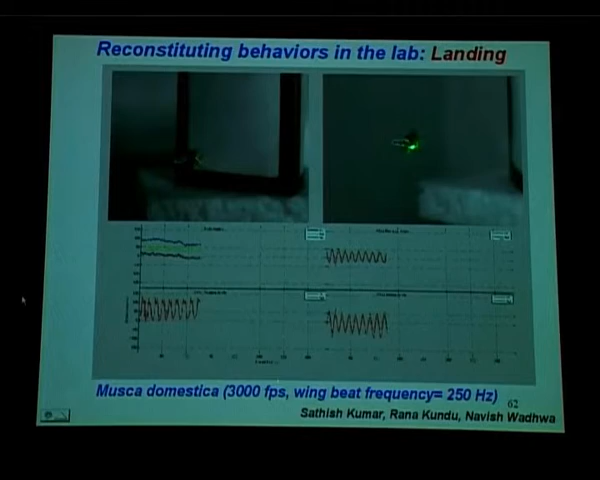 Reconstituting behaviors in the lab: Landing
Musca domestica (3000 fps, wing beat frequency= 250 Hz)
62
Sathish Kumar, Rana Kundu, Navish Wadhwa